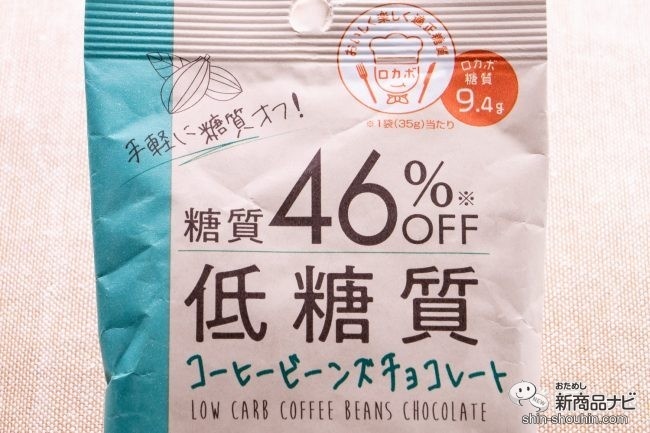 おいしく楽しく適正糖質
ロカボ
ロカボ
糖質
9.4g
※1袋(35g)当たり
手軽に糖質オフ!
糖質46%※
OFF
低糖質
コーヒービーンズチョコレート
LOW CARB COFFEE BEANS CHOCOLATE
NEW
おためし
新商品ナビ
shin-shouhin.com